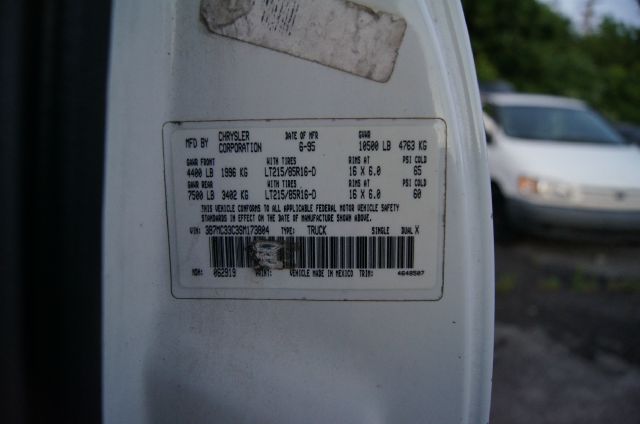 MFD BY CHRYSLER CORPORATION DATE OF MFR 6-95 GVWR 10500 LB 4763 KG
GAWR FRONT WITH TIRES RIMS AT PSI COLD
4400 LB 1996 KG LT215/85R16-D 16 X 6.0 65
GAWR REAR WITH TIRES RIMS AT PSI COLD
7500 LB 3402 KG LT215/85R16-D 16 X 6.0 60
THIS VEHICLE CONFORMS TO ALL APPLICABLE FEDERAL MOTOR VEHICLE SAFETY
STANDARDS IN EFFECT ON THE DATE OF MANUFACTURE SHOWN ABOVE.
VIN: 3B7MC33C3SM173804 TYPE: TRUCK SINGLE DUAL X
MDH: 062919 PAINT: VEHICLE MADE IN MEXICO TRIM: 4648507